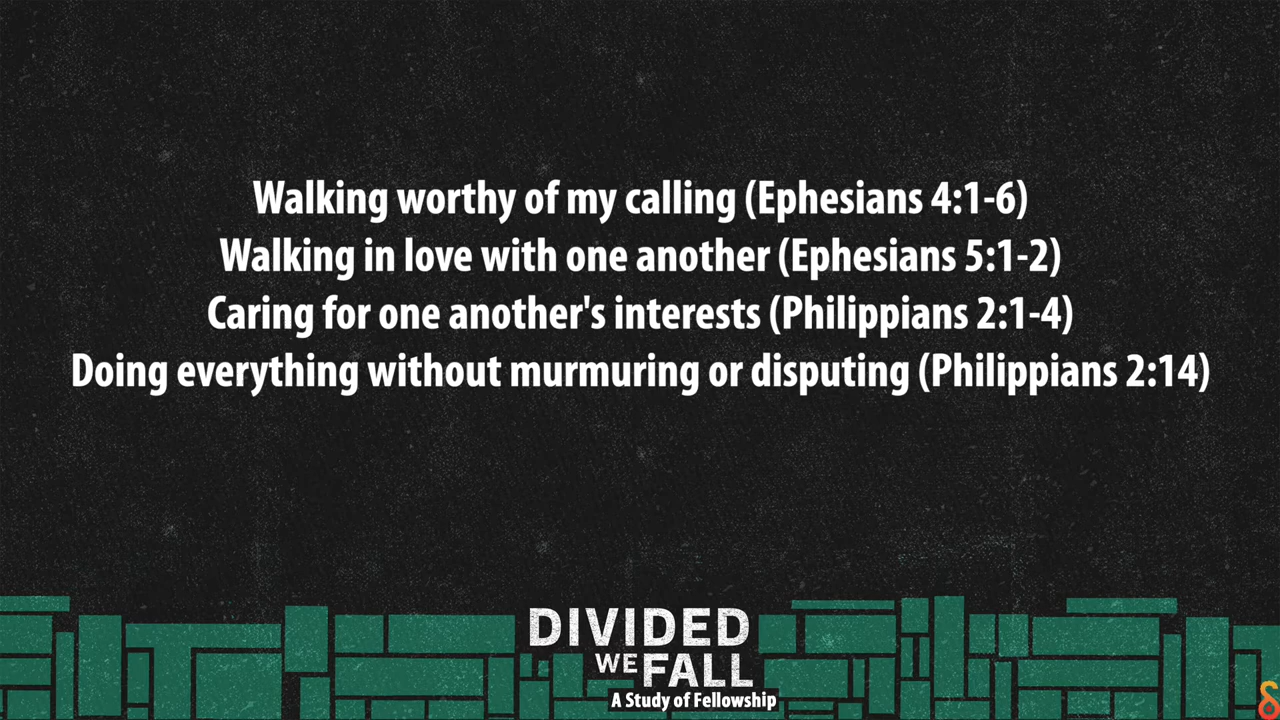 Walking worthy of my calling (Ephesians 4:1-6)
Walking in love with one another (Ephesians 5:1-2)
Caring for one another's interests (Philippians 2:1-4)
Doing everything without murmuring or disputing (Philippians 2:14)
DIVIDED
WE FALL
A Study of Fellowship